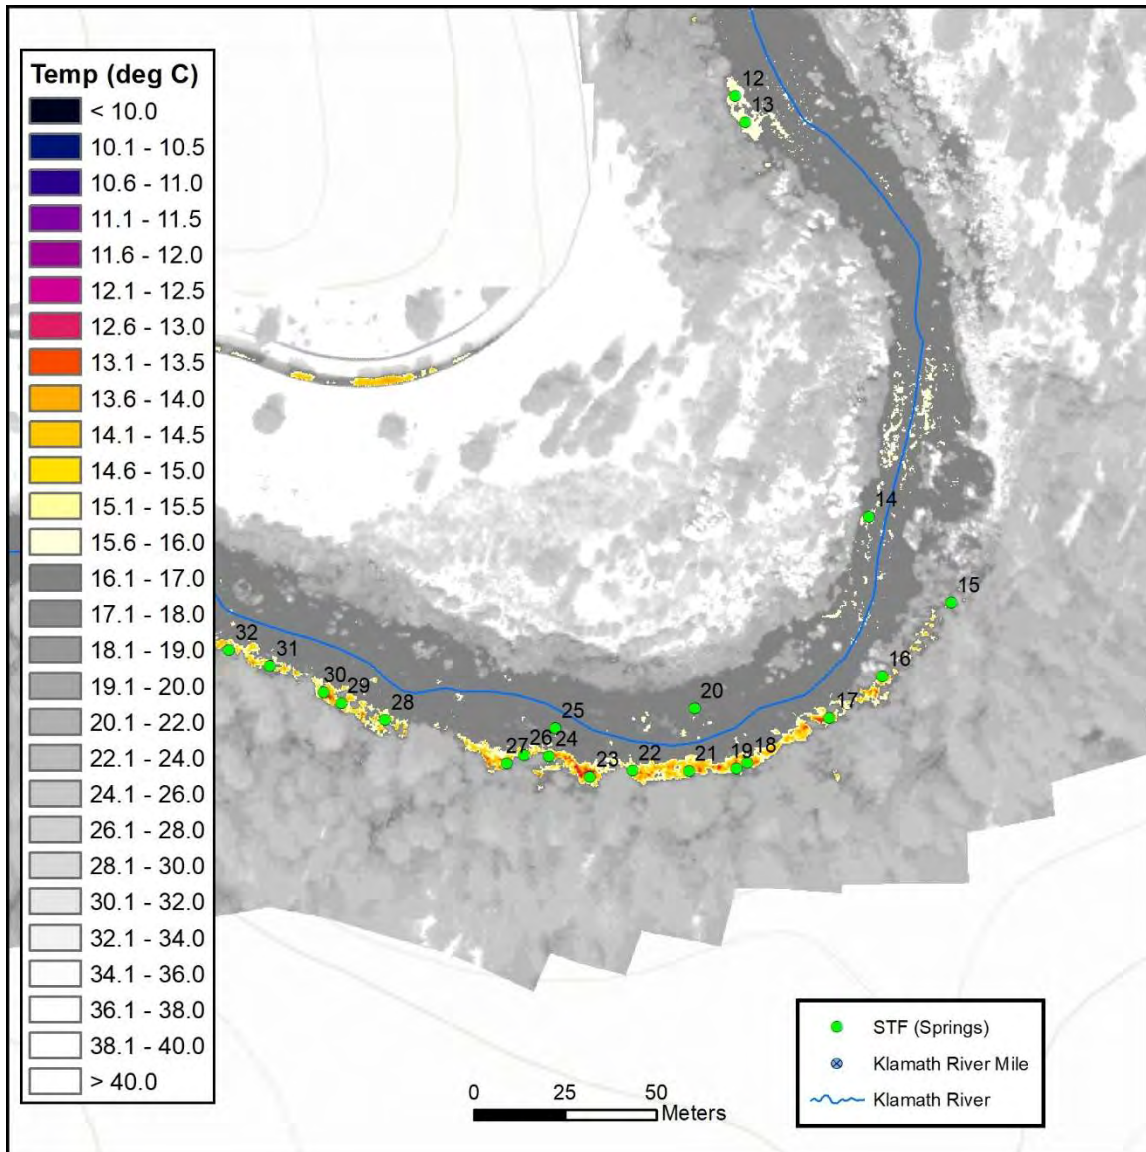 Temp (deg C)
< 10.0
10.1 - 10.5
10.6 - 11.0
11.1 - 11.5
11.6 - 12.0
12.1 - 12.5
12.6 - 13.0
13.1 - 13.5
13.6 - 14.0
14.1 - 14.5
14.6 - 15.0
15.1 - 15.5
15.6 - 16.0
16.1 - 17.0
17.1 - 18.0
18.1 - 19.0
19.1 - 20.0
20.1 - 22.0
22.1 - 24.0
24.1 - 26.0
26.1 - 28.0
28.1 - 30.0
30.1 - 32.0
32.1 - 34.0
34.1 - 36.0
36.1 - 38.0
38.1 - 40.0
> 40.0
12
13
14
15
16
17
18
19
20
21
22
23
24
25
26
27
28
29
30
31
32
0 25 50
Meters
STF (Springs)
Klamath River Mile
Klamath River